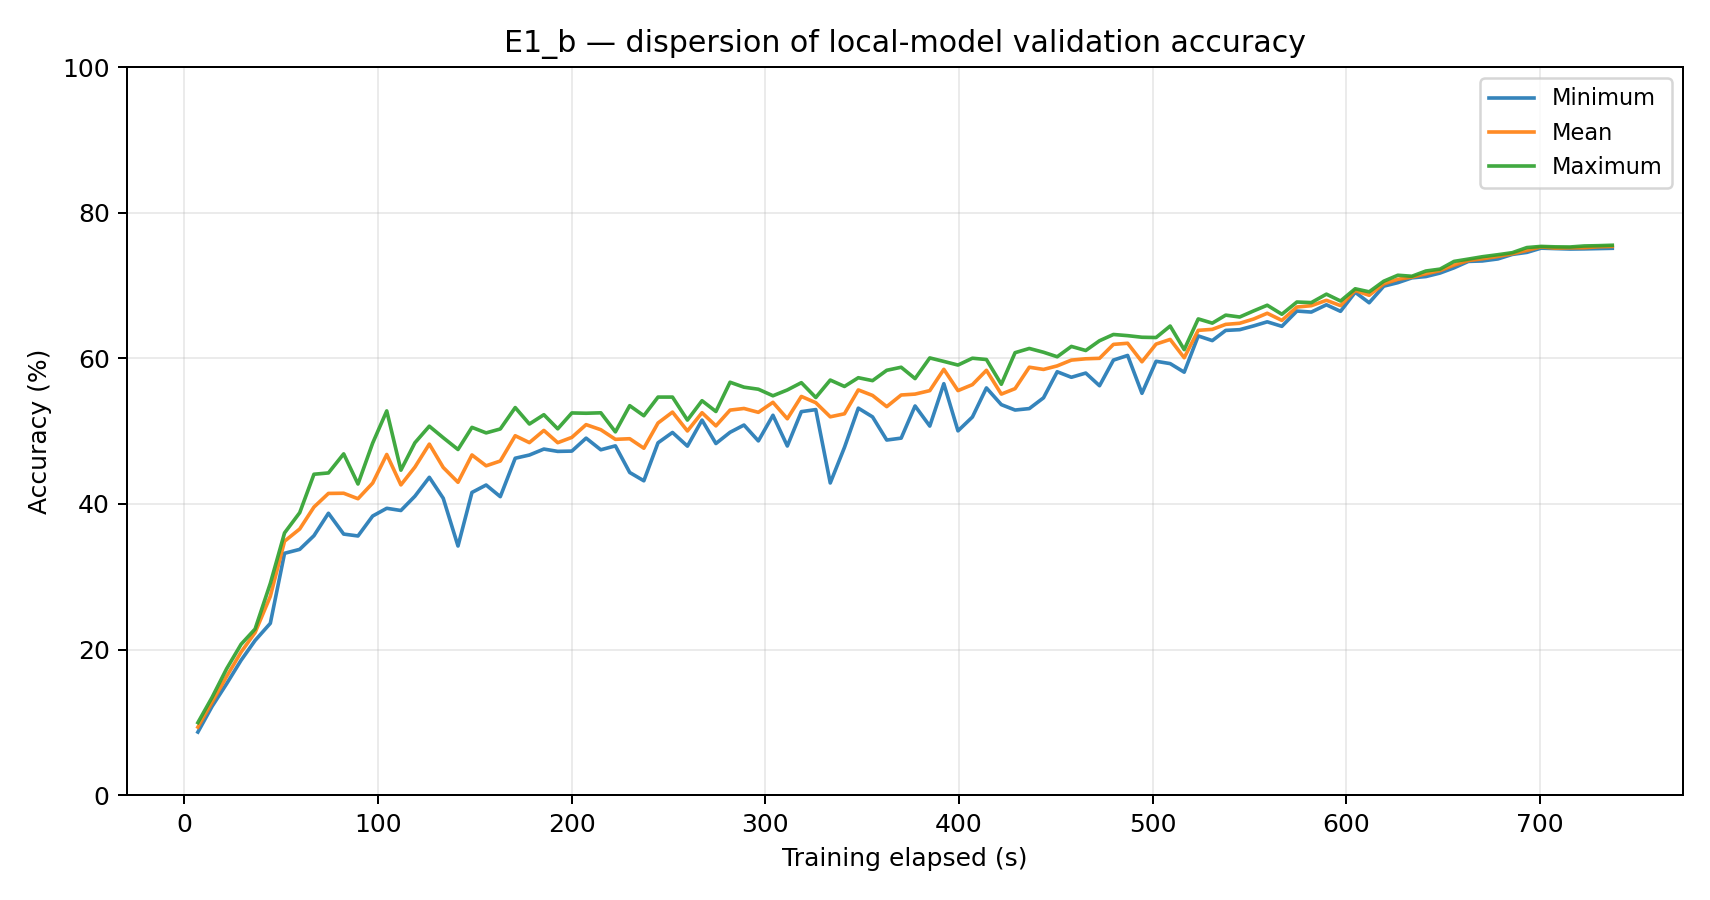 E1_b — dispersion of local-model validation accuracy
100
80
60
40
20
0
Accuracy (%)
Minimum
Mean
Maximum
0 100 200 300 400 500 600 700
Training elapsed (s)